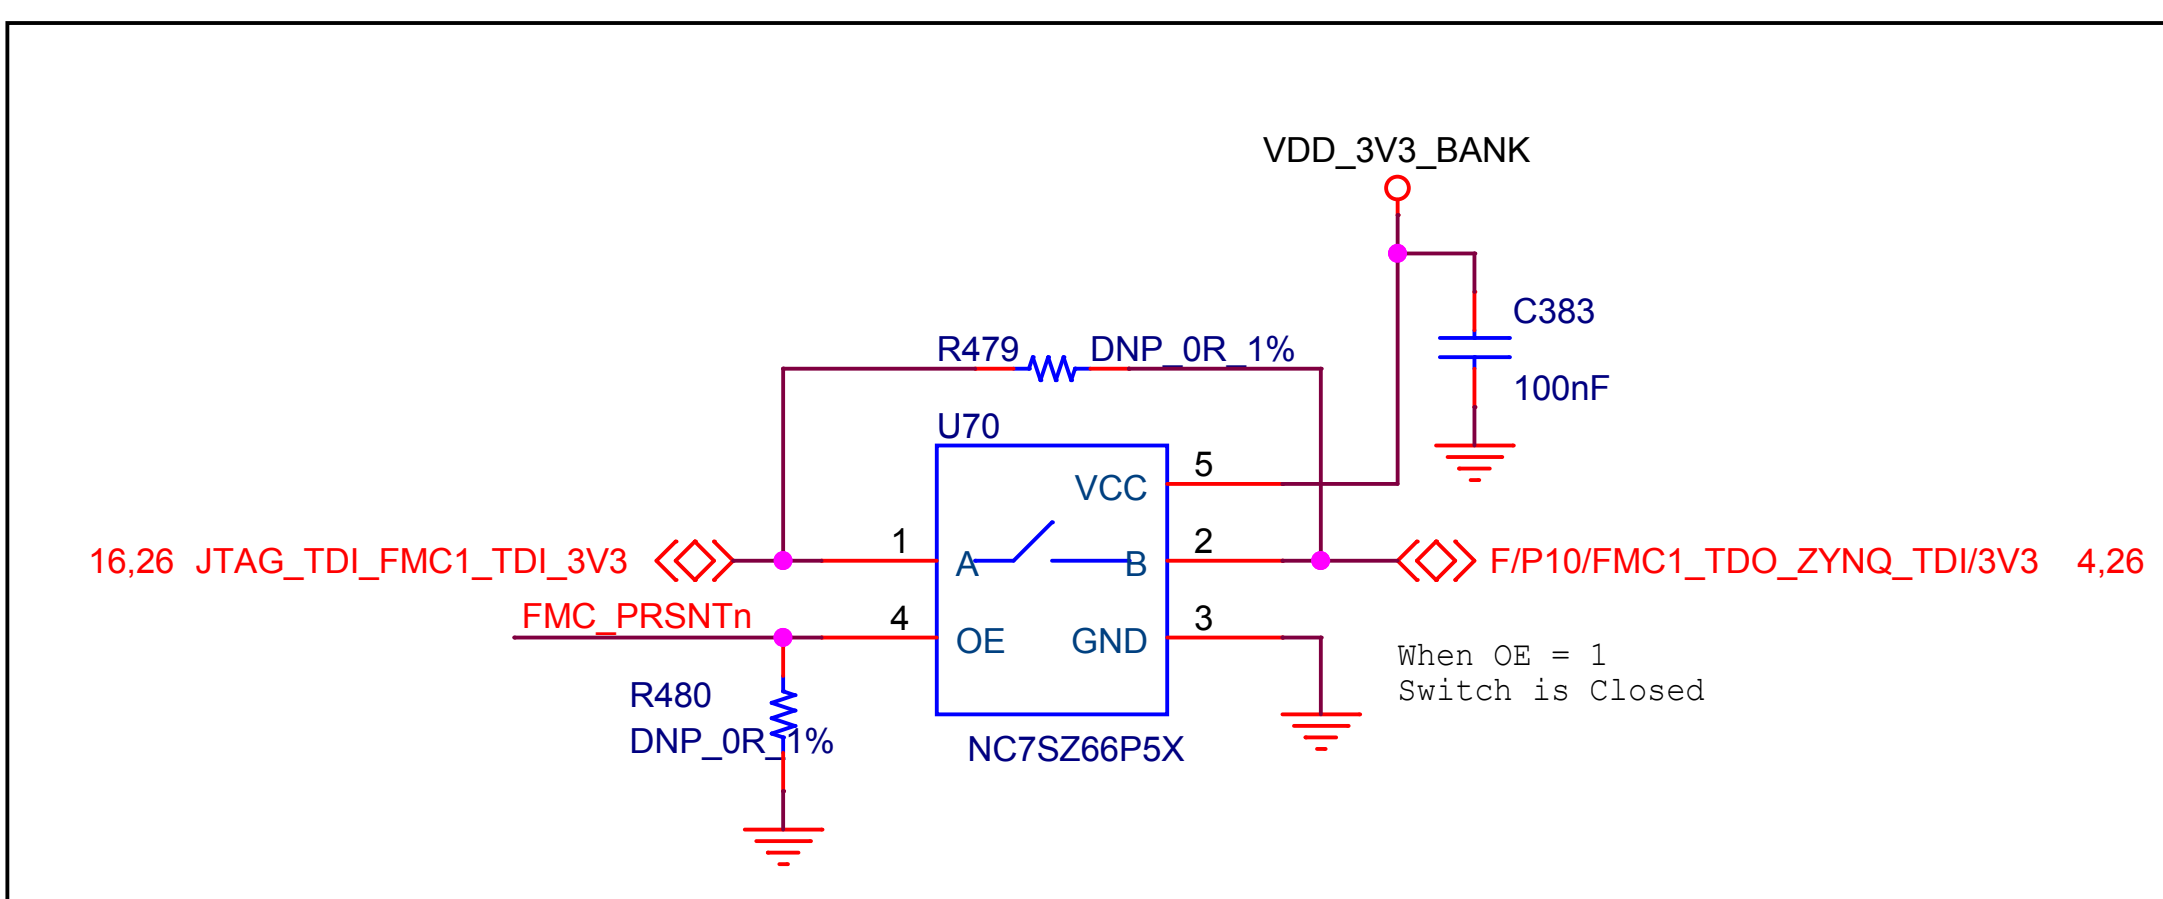 VDD_3V3_BANK
C383
100nF
R479 DNP_0R_1%
U70
VCC 5
16,26 JTAG_TDI_FMC1_TDI_3V3 1 A B 2 F/P10/FMC1_TDO_ZYNQ_TDI/3V3 4,26
FMC_PRSNTn 4 OE GND 3
When OE = 1
Switch is Closed
R480
DNP_0R_1%
NC7SZ66P5X